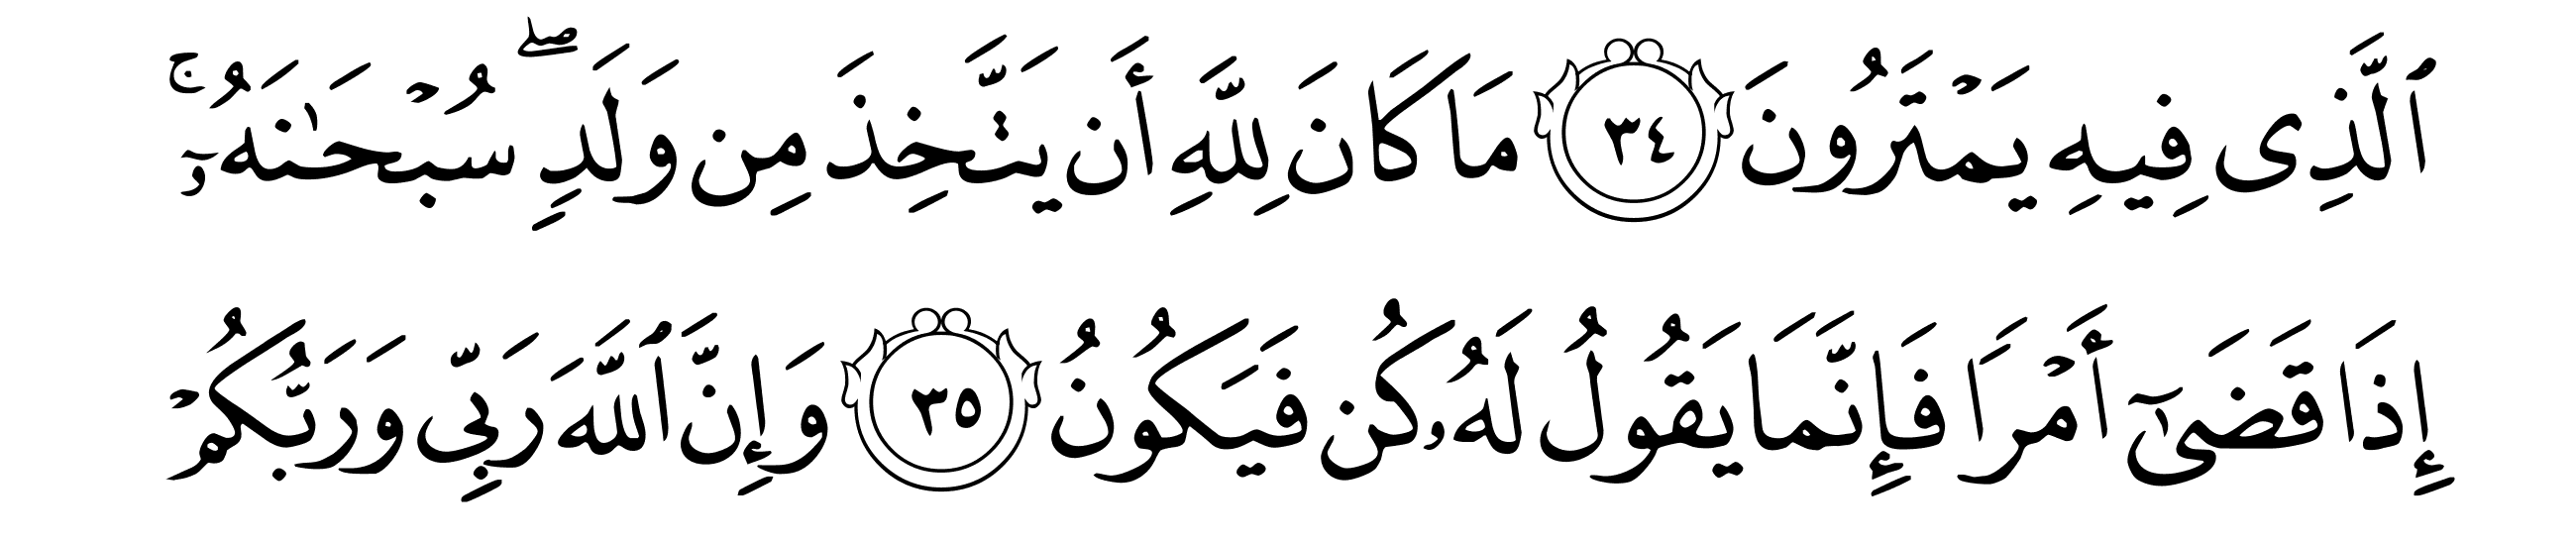 ٱلَّذِى فِيهِ يَمْتَرُونَ ٣٤ مَا كَانَ لِلَّهِ أَن يَتَّخِذَ مِن وَلَدٍۖ سُبْحَٰنَهُۥٓۚ
إِذَا قَضَىٰٓ أَمْرًا فَإِنَّمَا يَقُولُ لَهُۥ كُن فَيَكُونُ ٣٥ وَإِنَّ ٱللَّهَ رَبِّى وَرَبُّكُمْ